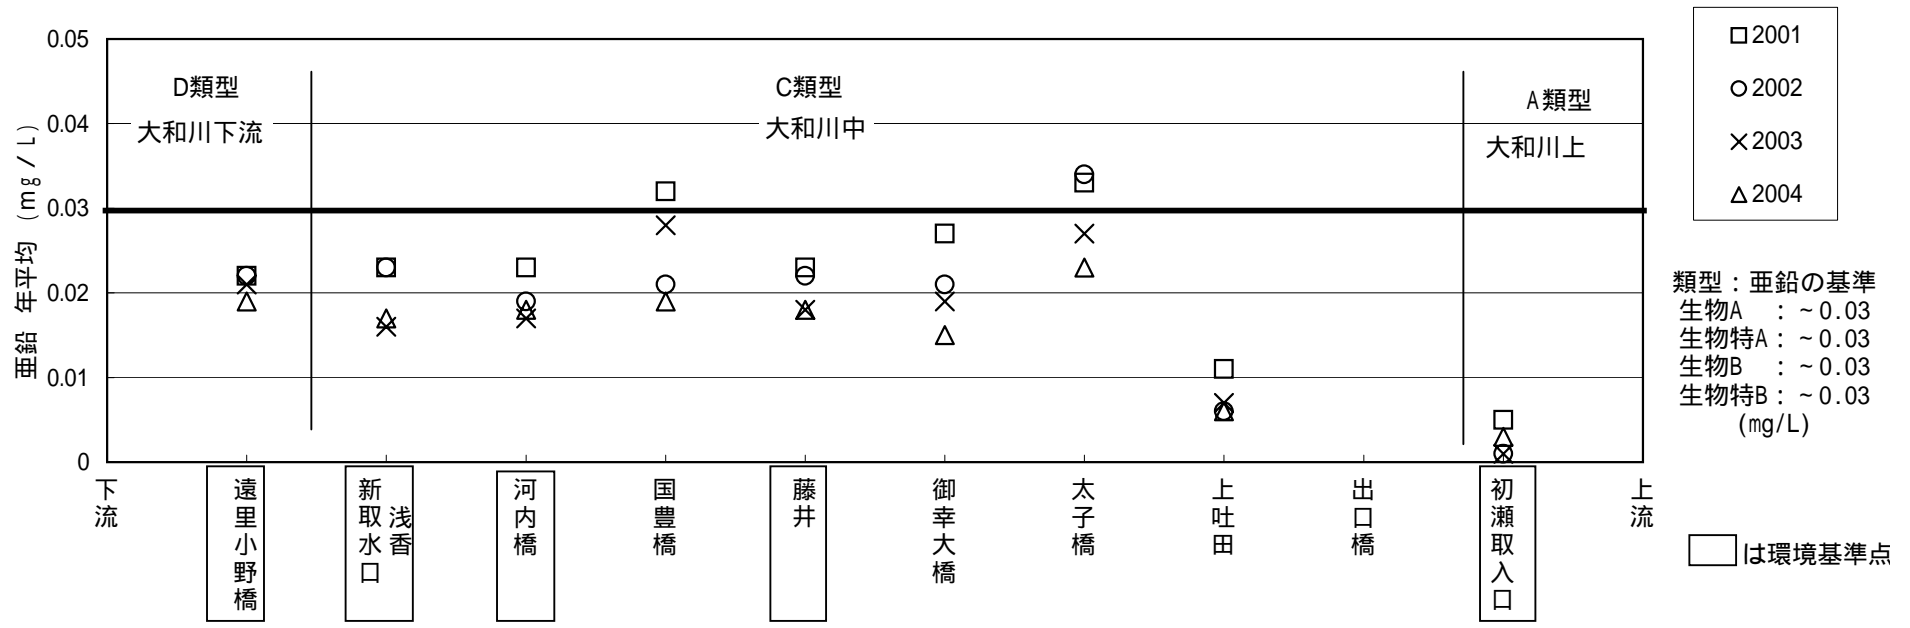 亜鉛 年平均 (mg/L)
0.05
0.04
0.03
0.02
0.01
0
D類型
大和川下流
C類型
大和川中
A類型
大和川上
下流
遠里小野橋
浅香
新取水口
河内橋
国豊橋
藤井
御幸大橋
太子橋
上吐田
出口橋
初瀬取入口
上流
2001
2002
2003
2004
類型：亜鉛の基準
生物A ：~0.03
生物特A：~0.03
生物B ：~0.03
生物特B：~0.03
(mg/L)
は環境基準点